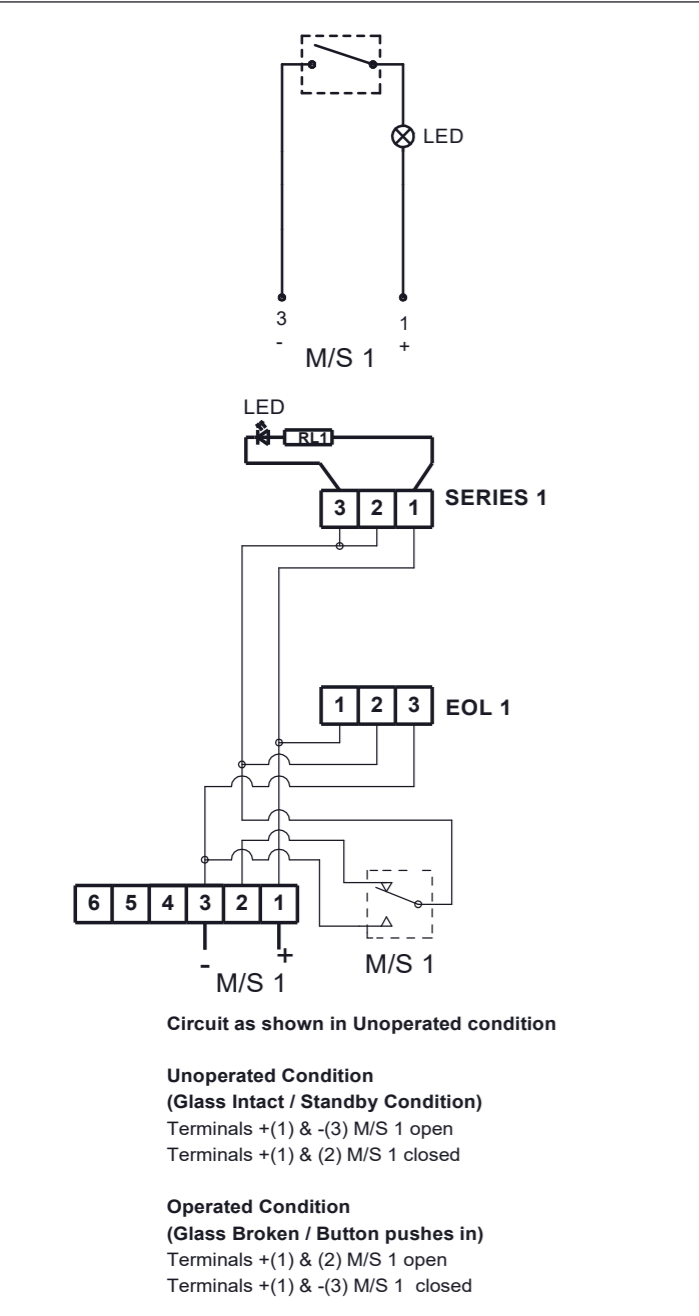 LED
3 1
- +
M/S 1
LED
RL1
3 2 1 SERIES 1
1 2 3 EOL 1
6 5 4 3 2 1
- +
M/S 1 M/S 1
Circuit as shown in Unoperated condition
Unoperated Condition
(Glass Intact / Standby Condition)
Terminals +(1) & -(3) M/S 1 open
Terminals +(1) & (2) M/S 1 closed
Operated Condition
(Glass Broken / Button pushes in)
Terminals +(1) & (2) M/S 1 open
Terminals +(1) & -(3) M/S 1 closed